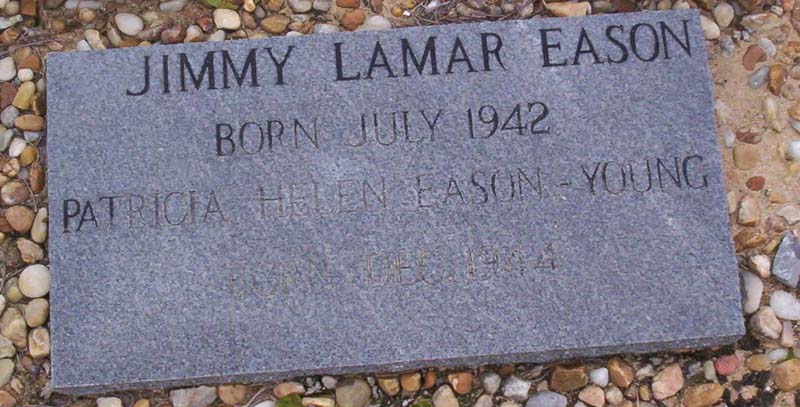 JIMMY LAMAR EASON
BORN JULY 1942
PATRICIA HELEN EASON-YOUNG
BORN DEC 1944